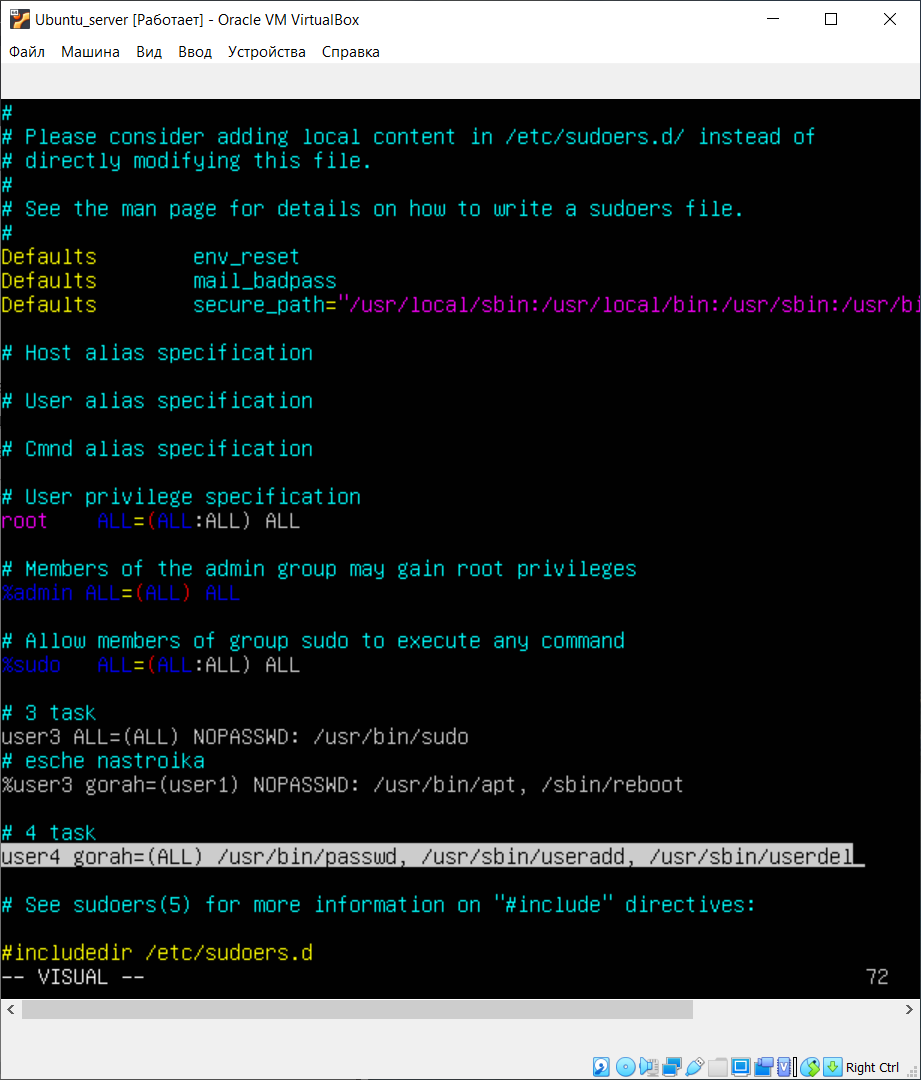 Ubuntu_server [Работает] - Oracle VM VirtualBox
Файл Машина Вид Ввод Устройства Справка
#
# Please consider adding local content in /etc/sudoers.d/ instead of
# directly modifying this file.
#
# See the man page for details on how to write a sudoers file.
#
Defaults env_reset
Defaults mail_badpass
Defaults secure_path="/usr/local/sbin:/usr/local/bin:/usr/sbin:/usr/bi
# Host alias specification
# User alias specification
# Cmnd alias specification
# User privilege specification
root ALL=(ALL:ALL) ALL
# Members of the admin group may gain root privileges
%admin ALL=(ALL) ALL
# Allow members of group sudo to execute any command
%sudo ALL=(ALL:ALL) ALL
# 3 task
user3 ALL=(ALL) NOPASSWD: /usr/bin/sudo
# esche nastroika
%user3 gorah=(user1) NOPASSWD: /usr/bin/apt, /sbin/reboot
# 4 task
user4 gorah=(ALL) /usr/bin/passwd, /usr/sbin/useradd, /usr/sbin/userdel_
# See sudoers(5) for more information on "#include" directives:
#includedir /etc/sudoers.d
-- VISUAL -- 72
Right Ctrl